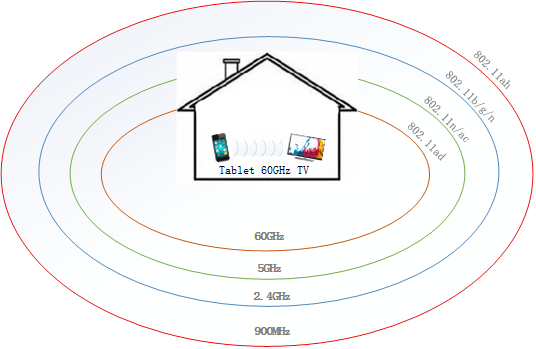 802.11ah
802.11b/g/n
802.11n/ac
802.11ad
Tablet 60GHz TV
60GHz
5GHz
2.4GHz
900MHz